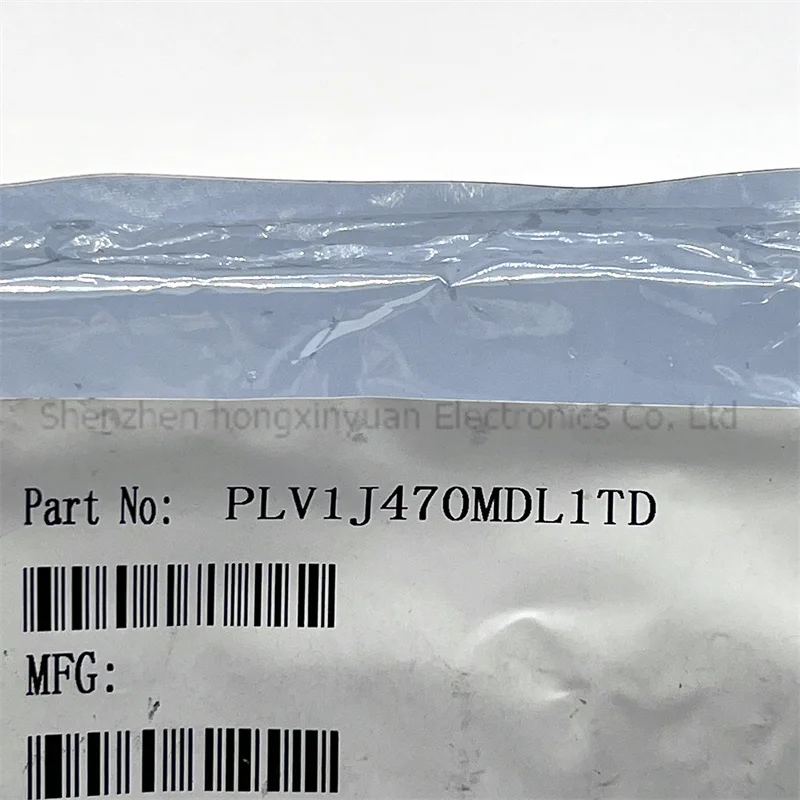 Shenzhen hongxinyuan Electronics Co. Ltd
Part No: PLV1J470MDL1TD
MFG: